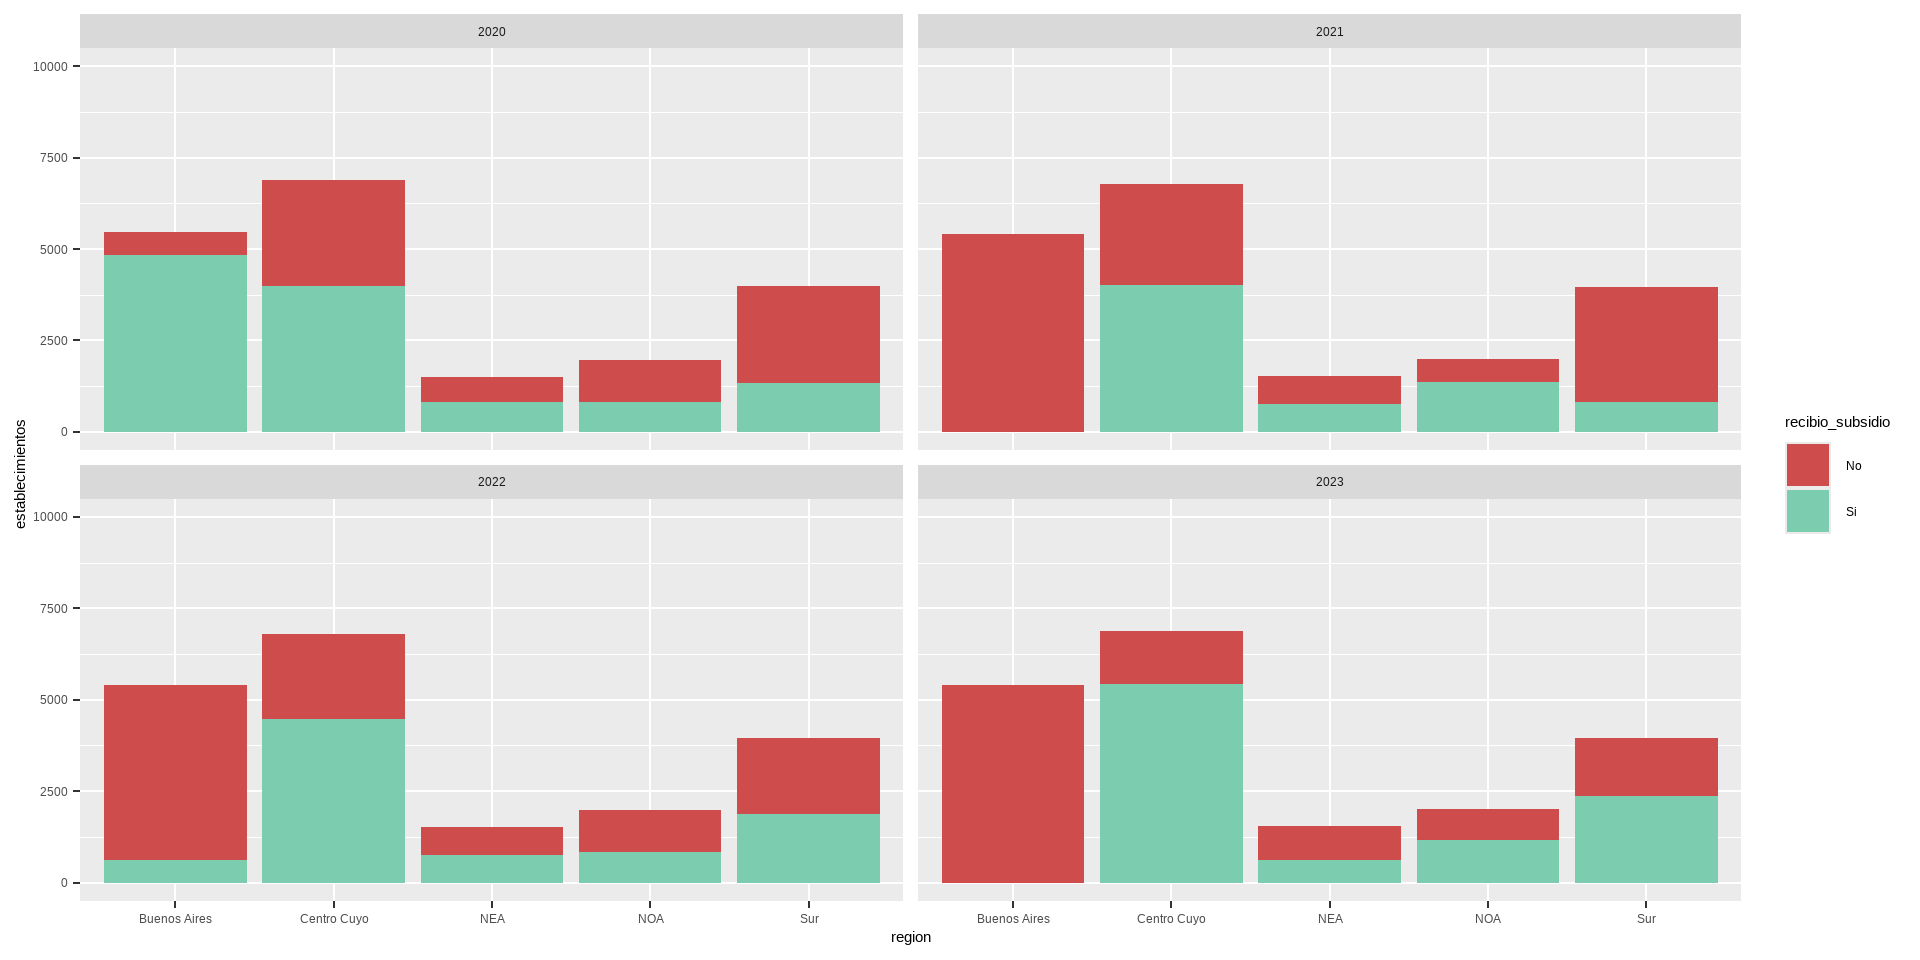 2020
2021
10000
7500
5000
2500
0
2022
2023
10000
7500
5000
2500
0
Buenos Aires
Centro Cuyo
NEA
NOA
Sur
Buenos Aires
Centro Cuyo
NEA
NOA
Sur
region
establecimientos
recibio_subsidio
No
Si